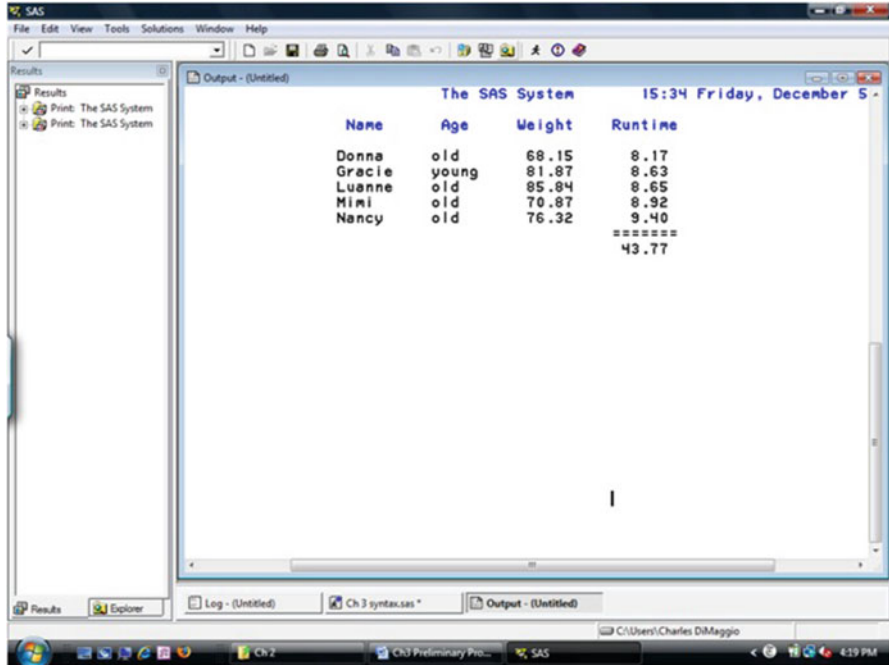 SAS
File Edit View Tools Solutions Window Help
Results
Results
Print: The SAS System
Print: The SAS System
Output - (Untitled)
The SAS System 15:34 Friday, December 5
Name Age Weight Runtime
Donna old 68.15 8.17
Gracie young 81.87 8.63
Luanne old 85.84 8.65
Mimi old 70.87 8.92
Nancy old 76.32 9.40
=======
43.77
Results Explorer
Log - (Untitled) Ch 3 syntax.sas * Output - (Untitled)
C:\Users\Charles DiMaggio
Ch 2 Ch3 Preliminary Pro... SAS 4:19 PM